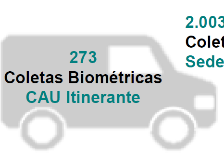 2.003
Colet
Sede
273
Coletas Biométricas
CAU Itinerante